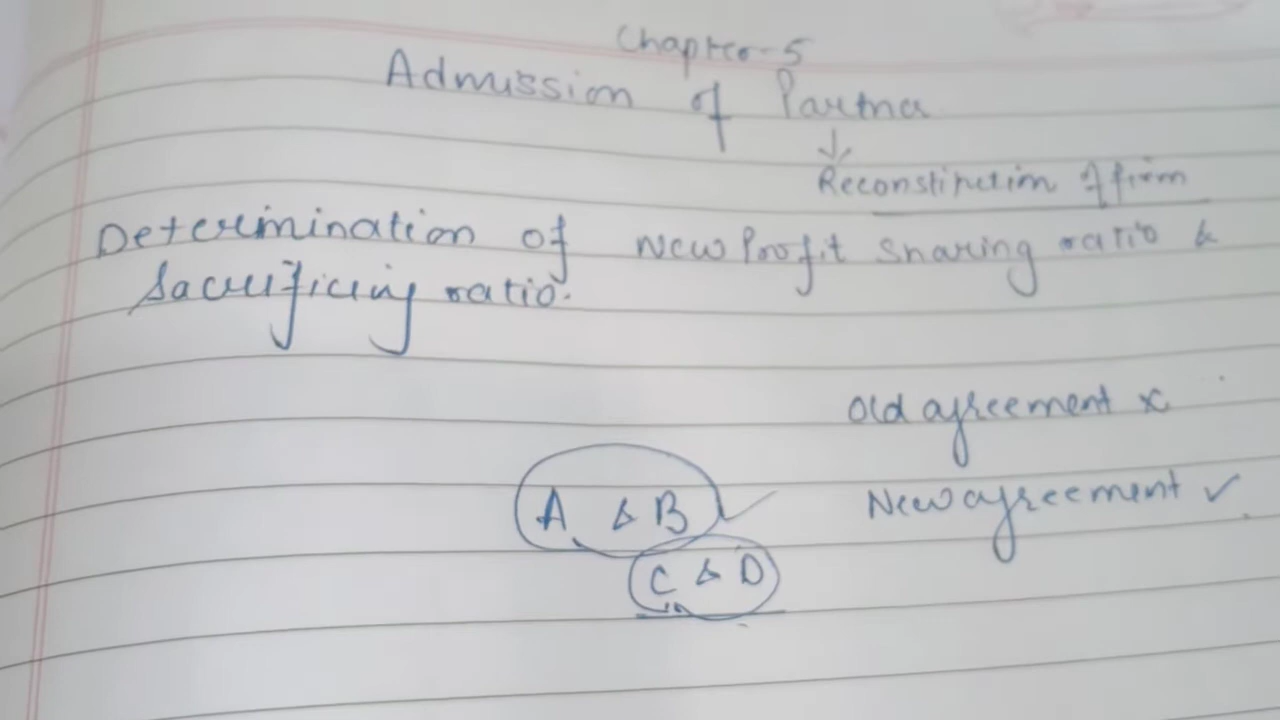 Chapter-5
Admission of Partner
↓
Reconstitution of firm
Determination of New Profit Sharing ratio &
Sacrificing ratio.
Old agreement ×
A & B ✓
New agreement ✓
C & D